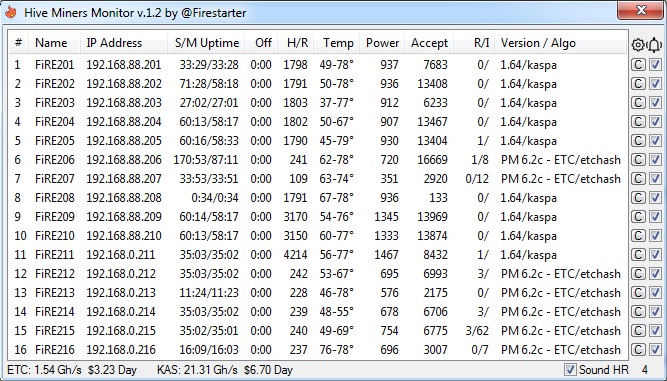 Hive Miners Monitor v.1.2 by @Firestarter
# Name IP Address S/M Uptime Off H/R Temp Power Accept R/I Version / Algo
1 FiRE201 192.168.88.201 33:29/33:28 0:00 1798 49-78° 937 7683 0/ 1.64/kaspa C
2 FiRE202 192.168.88.202 71:28/58:18 0:00 1791 50-78° 936 13408 0/ 1.64/kaspa C
3 FiRE203 192.168.88.203 27:02/27:01 0:00 1803 37-77° 912 6233 0/ 1.64/kaspa C
4 FiRE204 192.168.88.204 60:13/58:17 0:00 1802 50-67° 907 13467 0/ 1.64/kaspa C
5 FiRE205 192.168.88.205 60:16/58:33 0:00 1790 45-79° 930 13404 1/ 1.64/kaspa C
6 FiRE206 192.168.88.206 170:53/87:11 0:00 241 62-78° 720 16669 1/8 PM 6.2c - ETC/etchash C
7 FiRE207 192.168.88.207 33:53/33:51 0:00 109 63-74° 351 2920 0/12 PM 6.2c - ETC/etchash C
8 FiRE208 192.168.88.208 0:34/0:34 0:00 1791 67-78° 936 133 0/ 1.64/kaspa C
9 FiRE209 192.168.88.209 60:14/58:17 0:00 3170 54-76° 1345 13969 0/ 1.64/kaspa C
10 FiRE210 192.168.88.210 60:13/58:17 0:00 3150 60-77° 1333 13874 0/ 1.64/kaspa C
11 FiRE211 192.168.0.211 35:03/35:02 0:00 4214 56-77° 1467 8432 1/ 1.64/kaspa C
12 FiRE212 192.168.0.212 35:03/35:02 0:00 242 53-67° 695 6993 3/ PM 6.2c - ETC/etchash C
13 FiRE213 192.168.0.213 11:24/11:23 0:00 228 46-78° 576 2175 0/ PM 6.2c - ETC/etchash C
14 FiRE214 192.168.0.214 35:03/35:02 0:00 239 48-55° 678 6706 3/ PM 6.2c - ETC/etchash C
15 FiRE215 192.168.0.215 35:02/35:01 0:00 240 49-69° 754 6775 3/62 PM 6.2c - ETC/etchash C
16 FiRE216 192.168.0.216 16:09/16:03 0:00 237 76-78° 696 3007 0/7 PM 6.2c - ETC/etchash C
ETC: 1.54 Gh/s $3.23 Day KAS: 21.31 Gh/s $6.70 Day Sound HR 4